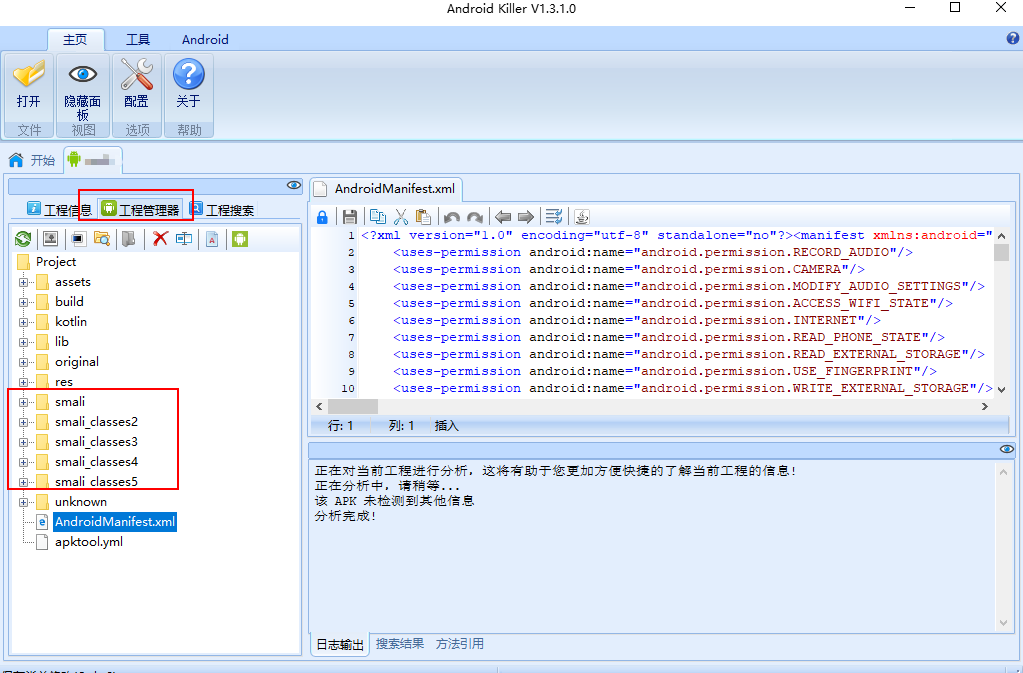 Android Killer V1.3.1.0
主页 工具 Android
打开 隐藏面板 配置 关于
文件 视图 选项 帮助
开始
工程信息 工程管理器 工程搜索
Project
assets
build
kotlin
lib
original
res
smali
smali_classes2
smali_classes3
smali_classes4
smali_classes5
unknown
AndroidManifest.xml
apktool.yml
AndroidManifest.xml
1 <?xml version="1.0" encoding="utf-8" standalone="no"?><manifest xmlns:android="
2 <uses-permission android:name="android.permission.RECORD_AUDIO"/>
3 <uses-permission android:name="android.permission.CAMERA"/>
4 <uses-permission android:name="android.permission.MODIFY_AUDIO_SETTINGS"/>
5 <uses-permission android:name="android.permission.ACCESS_WIFI_STATE"/>
6 <uses-permission android:name="android.permission.INTERNET"/>
7 <uses-permission android:name="android.permission.READ_PHONE_STATE"/>
8 <uses-permission android:name="android.permission.READ_EXTERNAL_STORAGE"/>
9 <uses-permission android:name="android.permission.USE_FINGERPRINT"/>
10 <uses-permission android:name="android.permission.WRITE_EXTERNAL_STORAGE"/>
行: 1 列: 1 插入
正在对当前工程进行分析，这将有助于您更加方便快捷的了解当前工程的信息!
正在分析中，请稍等...
该 APK 未检测到其他信息
分析完成!
日志输出 搜索结果 方法引用